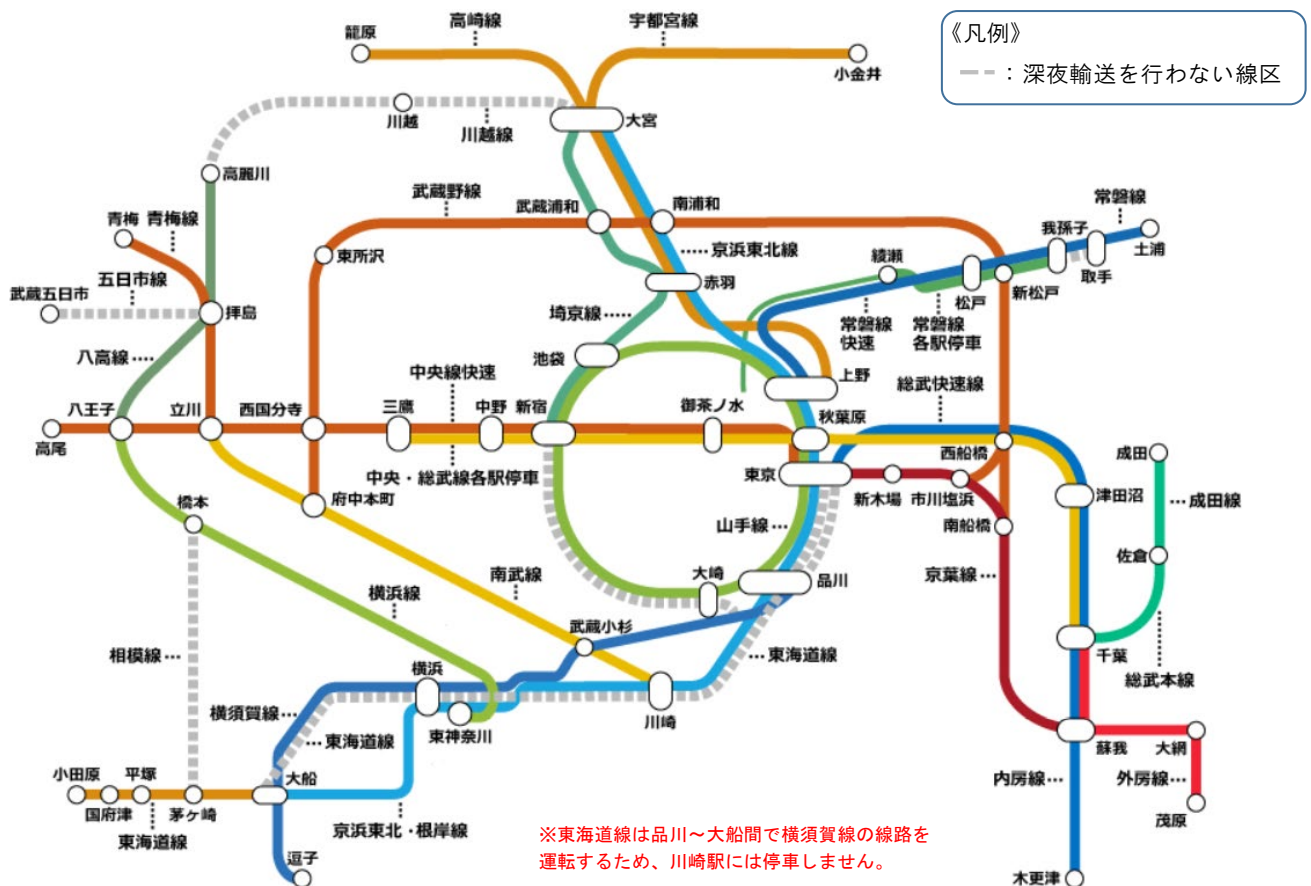 高崎線
宇都宮線
籠原
小金井
《凡例》
：深夜輸送を行わない線区
川越
川越線
大宮
高麗川
武蔵野線
武蔵浦和
南浦和
常磐線
青梅
青梅線
東所沢
京浜東北線
綾瀬
我孫子
土浦
取手
五日市線
武蔵五日市
赤羽
松戸
新松戸
拝島
埼京線
常磐線
快速
常磐線
各駅停車
八高線
池袋
中央線快速
上野
総武快速線
八王子
立川
西国分寺
三鷹
中野
新宿
御茶ノ水
秋葉原
高尾
中央・総武線各駅停車
東京
西船橋
成田
新木場
市川塩浜
津田沼
成田線
橋本
府中本町
山手線
南船橋
佐倉
南武線
大崎
品川
京葉線
横浜線
武蔵小杉
千葉
相模線
横浜
東海道線
総武本線
横須賀線
東神奈川
川崎
東海道線
蘇我
大網
小田原
平塚
大船
内房線
外房線
国府津
茅ヶ崎
東海道線
京浜東北・根岸線
茂原
※東海道線は品川～大船間で横須賀線の線路を
運転するため、川崎駅には停車しません。
逗子
木更津